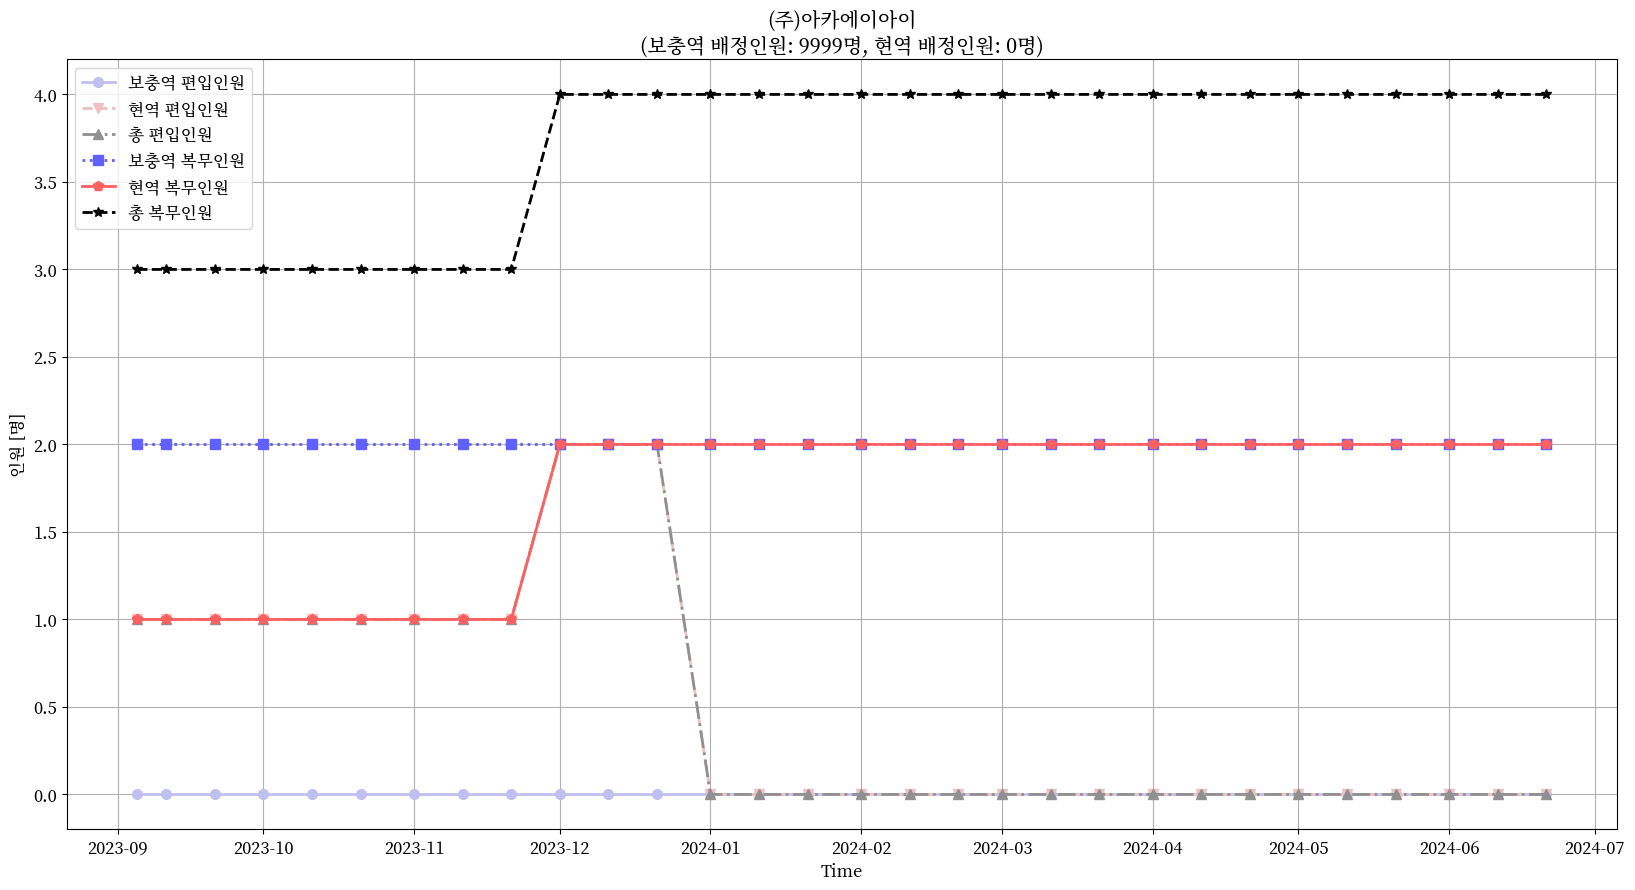 (주)아카에이아이
(보충역 배정인원: 9999명, 현역 배정인원: 0명)
보충역 편입인원
현역 편입인원
총 편입인원
보충역 복무인원
현역 복무인원
총 복무인원
4.0
3.5
3.0
2.5
2.0
1.5
1.0
0.5
0.0
인원 [명]
2023-09 2023-10 2023-11 2023-12 2024-01 2024-02 2024-03 2024-04 2024-05 2024-06 2024-07
Time